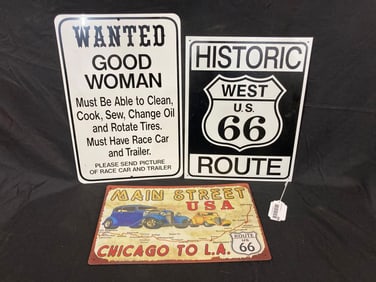 WANTED
GOOD
WOMAN
Must Be Able to Clean,
Cook, Sew, Change Oil
and Rotate Tires.
Must Have Race Car
and Trailer.
PLEASE SEND PICTURE
OF RACE CAR AND TRAILER
HISTORIC
WEST
U.S.
66
ROUTE
MAIN STREET
USA
CHICAGO TO L.A.
ROUTE
US
66